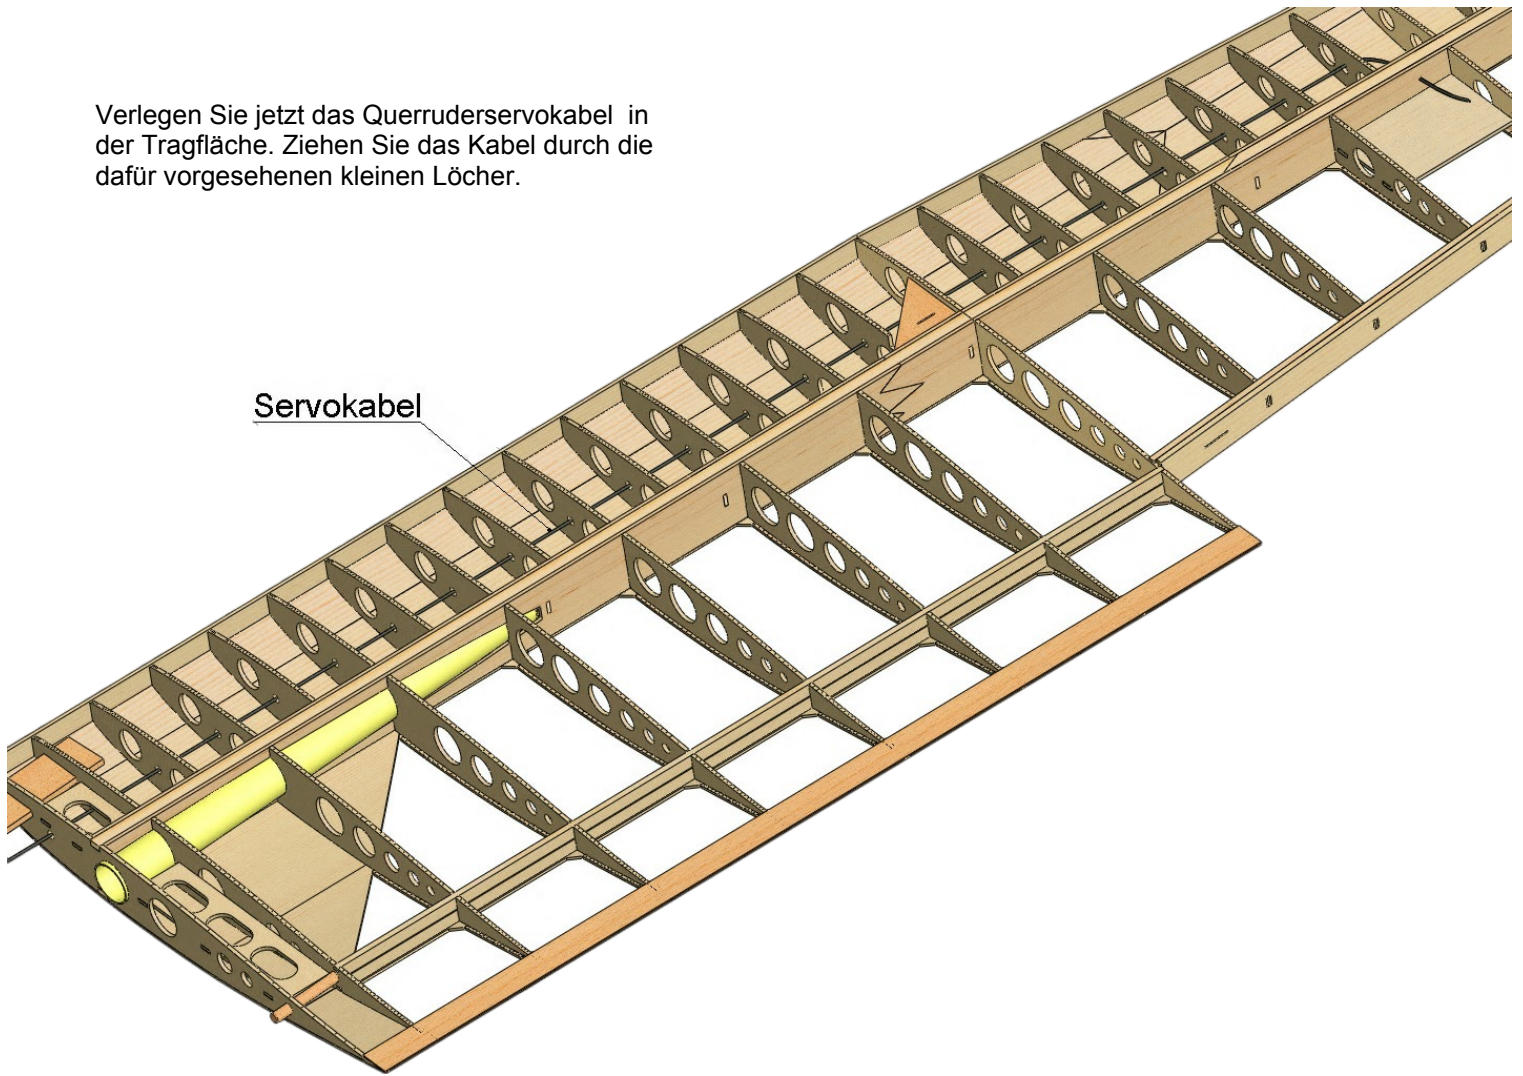 Verlegen Sie jetzt das Querruderservokabel in
der Tragfläche. Ziehen Sie das Kabel durch die
dafür vorgesehenen kleinen Löcher.
Servokabel